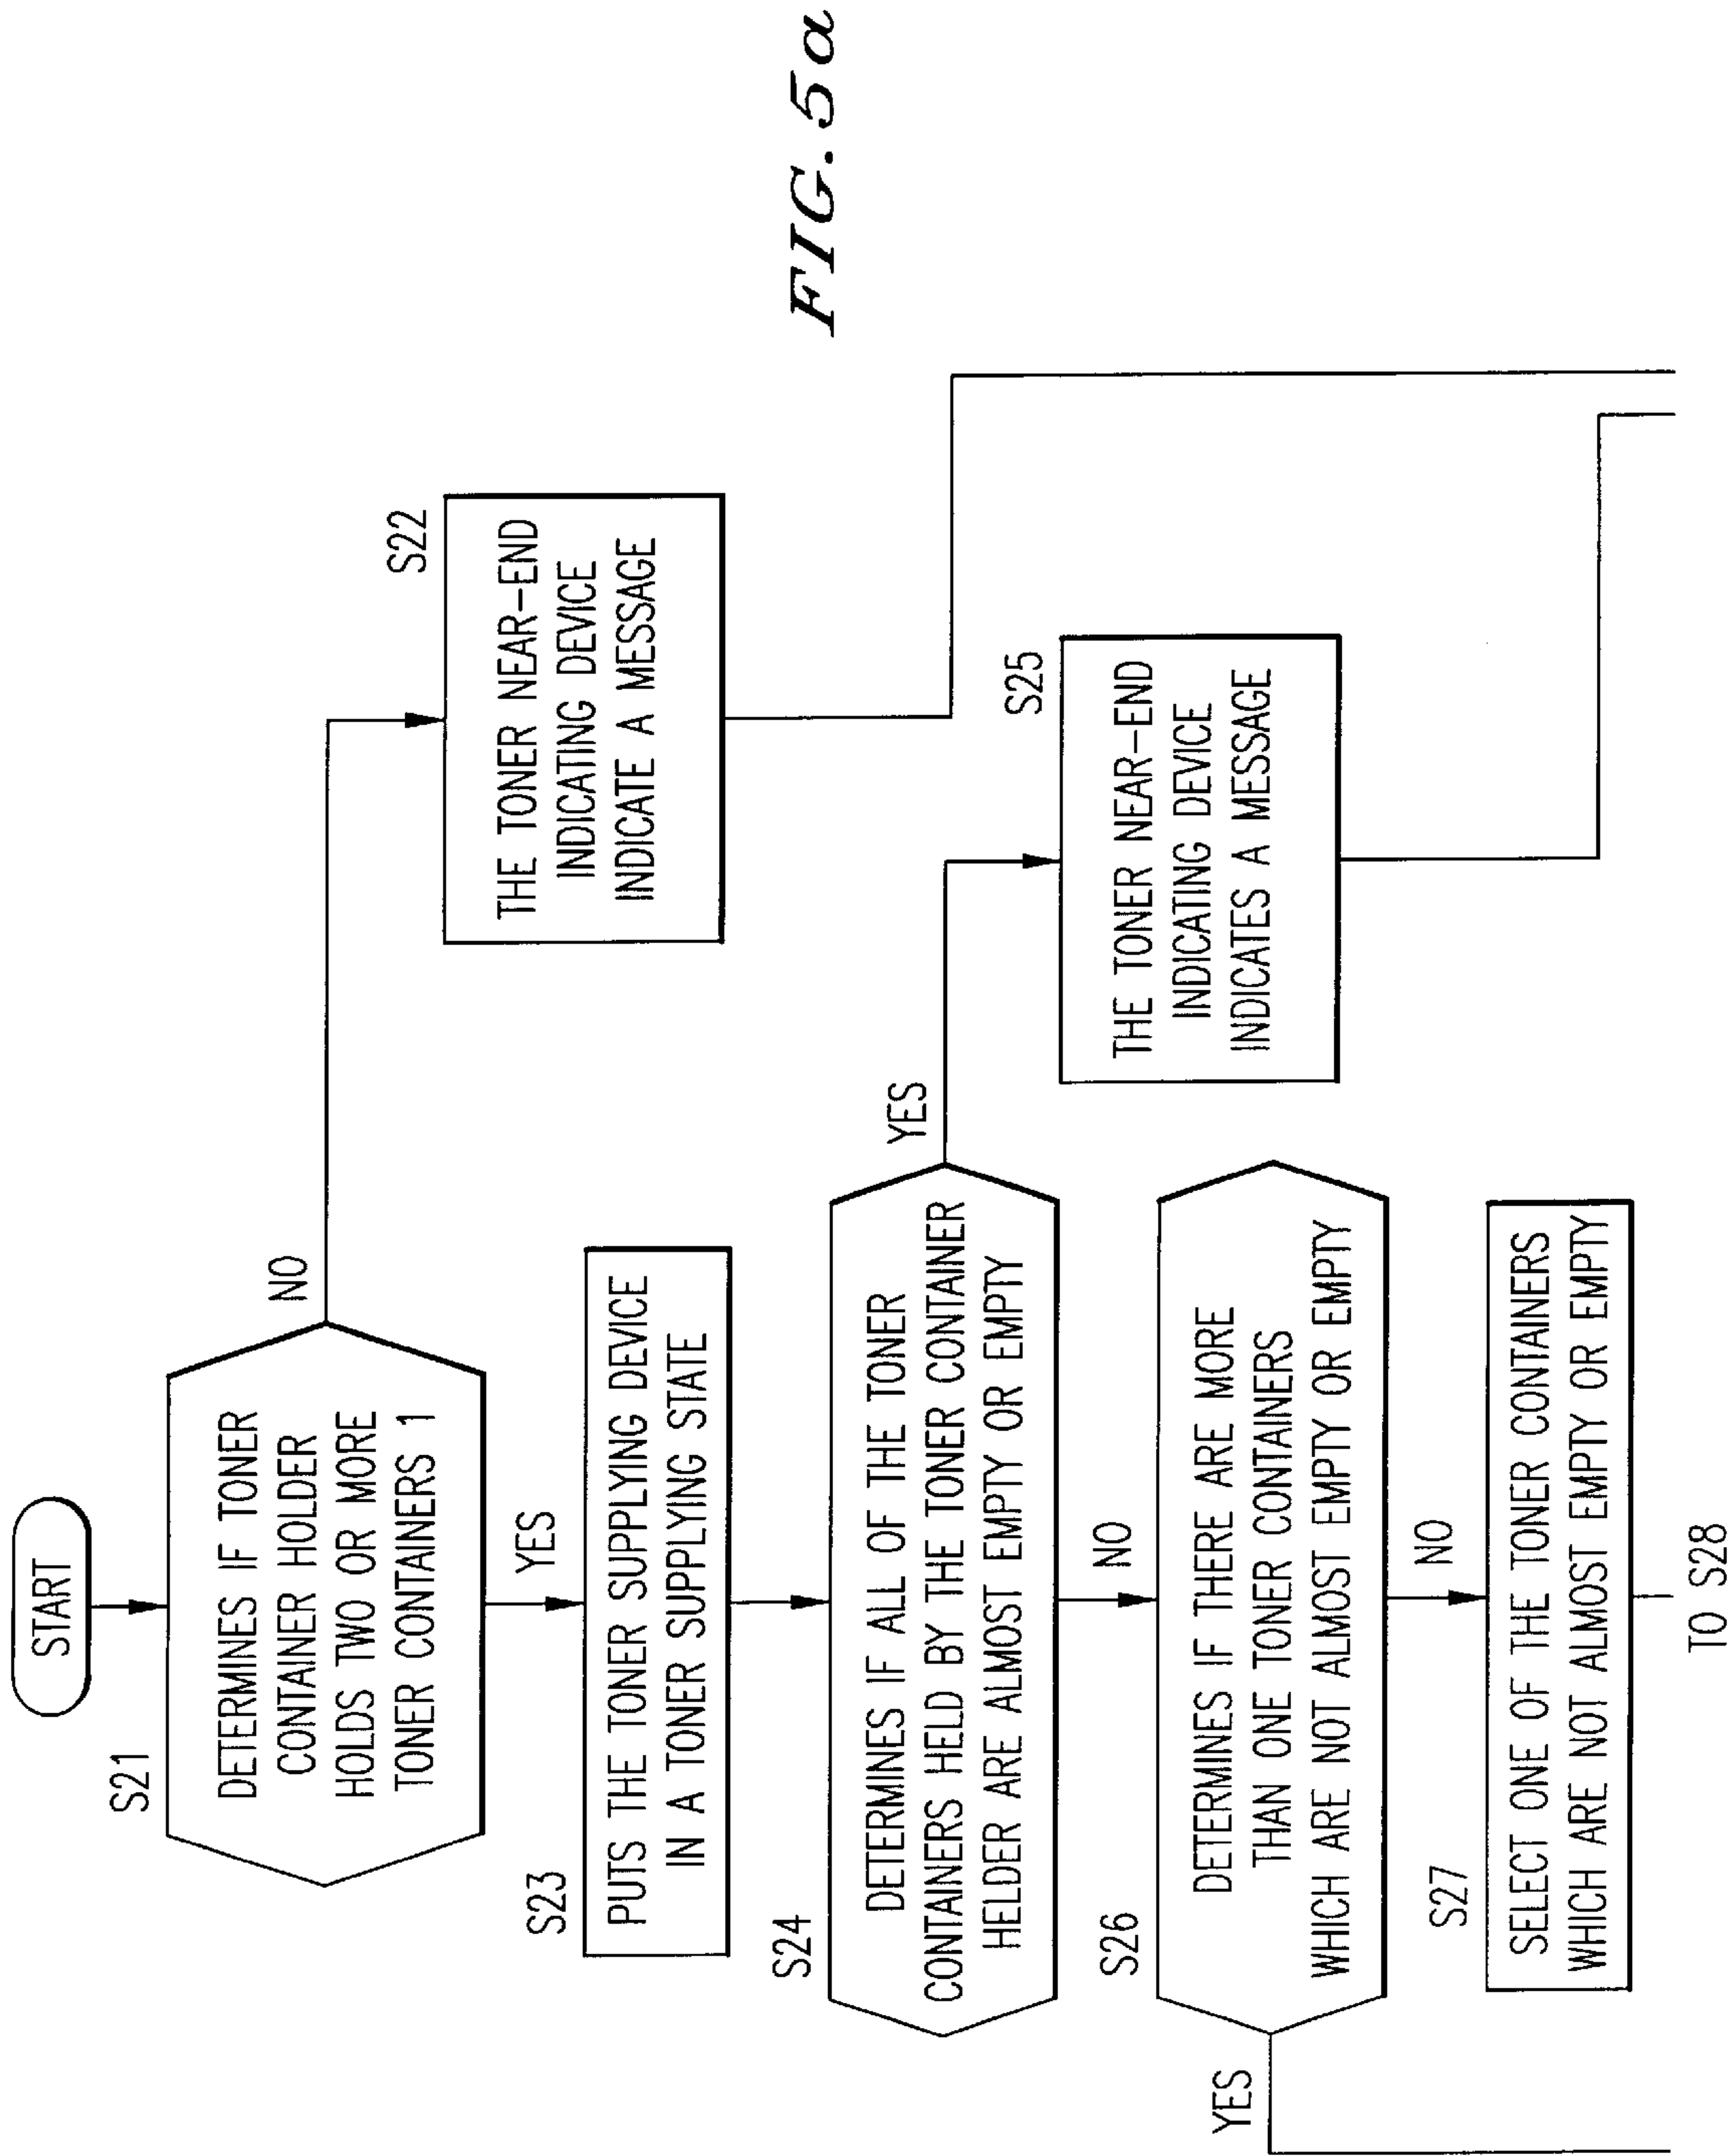 START
S21
DETERMINES IF TONER
CONTAINER HOLDER
HOLDS TWO OR MORE
TONER CONTAINERS 1
NO
YES
S22
THE TONER NEAR-END
INDICATING DEVICE
INDICATE A MESSAGE
S23
PUTS THE TONER SUPPLYING DEVICE
IN A TONER SUPPLYING STATE
S24
DETERMINES IF ALL OF THE TONER
CONTAINERS HELD BY THE TONER CONTAINER
HELDER ARE ALMOST EMPTY OR EMPTY
YES
NO
S25
THE TONER NEAR-END
INDICATING DEVICE
INDICATES A MESSAGE
S26
DETERMINES IF THERE ARE MORE
THAN ONE TONER CONTAINERS
WHICH ARE NOT ALMOST EMPTY OR EMPTY
YES
NO
S27
SELECT ONE OF THE TONER CONTAINERS
WHICH ARE NOT ALMOST EMPTY OR EMPTY
TO S28
FIG. 5a